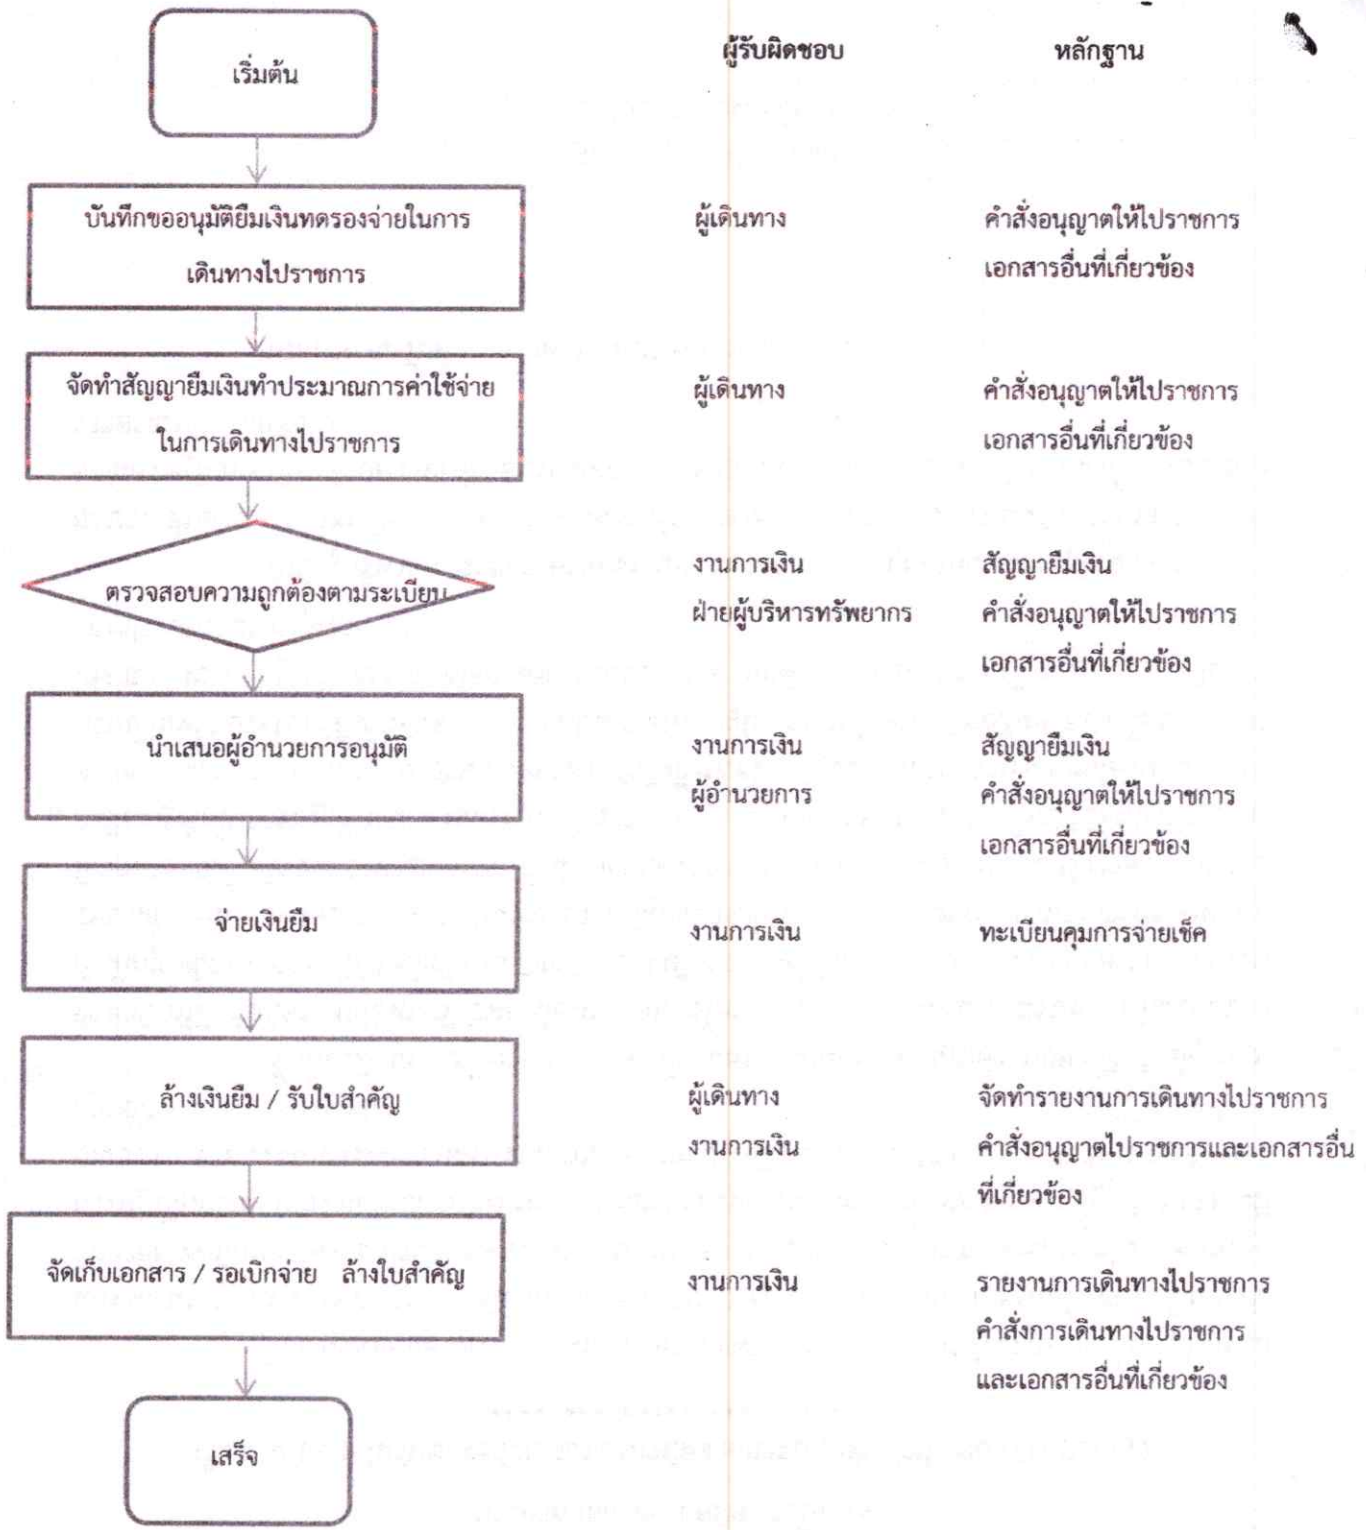 ผู้รับผิดชอบ หลักฐาน
เริ่มต้น
บันทึกขออนุมัติยืมเงินทดรองจ่ายในการ ผู้เดินทาง คำสั่งอนุญาตให้ไปราชการ
เดินทางไปราชการ เอกสารอื่นที่เกี่ยวข้อง
จัดทำสัญญายืมเงินทำประมาณการค่าใช้จ่าย ผู้เดินทาง คำสั่งอนุญาตให้ไปราชการ
ในการเดินทางไปราชการ เอกสารอื่นที่เกี่ยวข้อง
งานการเงิน สัญญายืมเงิน
ตรวจสอบความถูกต้องตามระเบียบ ฝ่ายผู้บริหารทรัพยากร คำสั่งอนุญาตให้ไปราชการ
เอกสารอื่นที่เกี่ยวข้อง
นำเสนอผู้อำนวยการอนุมัติ งานการเงิน สัญญายืมเงิน
ผู้อำนวยการ คำสั่งอนุญาตให้ไปราชการ
เอกสารอื่นที่เกี่ยวข้อง
จ่ายเงินยืม งานการเงิน ทะเบียนคุมการจ่ายเช็ค
ล้างเงินยืม / รับใบสำคัญ ผู้เดินทาง จัดทำรายงานการเดินทางไปราชการ
งานการเงิน คำสั่งอนุญาตไปราชการและเอกสารอื่น
ที่เกี่ยวข้อง
จัดเก็บเอกสาร / รอเบิกจ่าย ล้างใบสำคัญ งานการเงิน รายงานการเดินทางไปราชการ
คำสั่งการเดินทางไปราชการ
และเอกสารอื่นที่เกี่ยวข้อง
เสร็จ